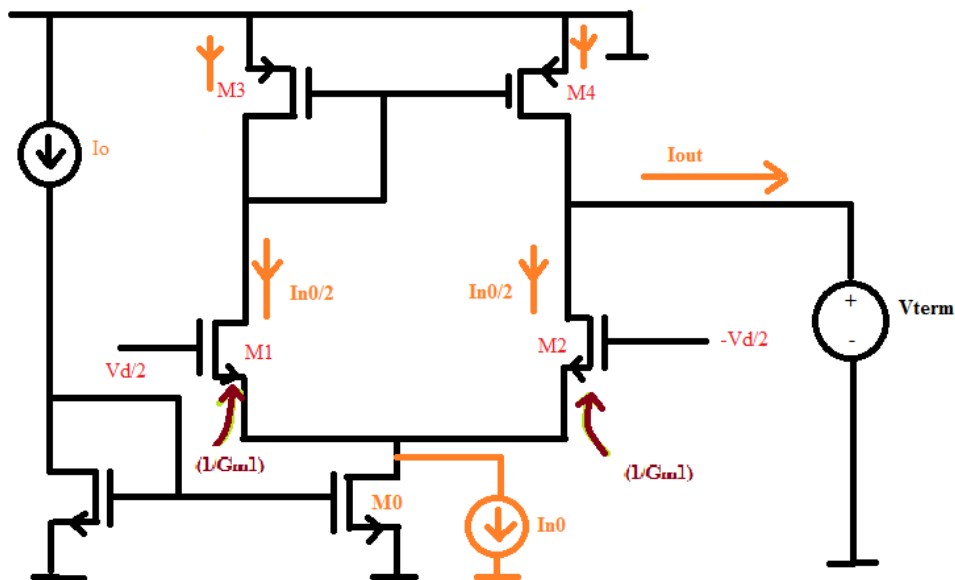 M3
M4
Io
Iout
In0/2
In0/2
+
Vterm
-
M1
M2
-Vd/2
Vd/2
(1/Gm1)
(1/Gm1)
M0
In0